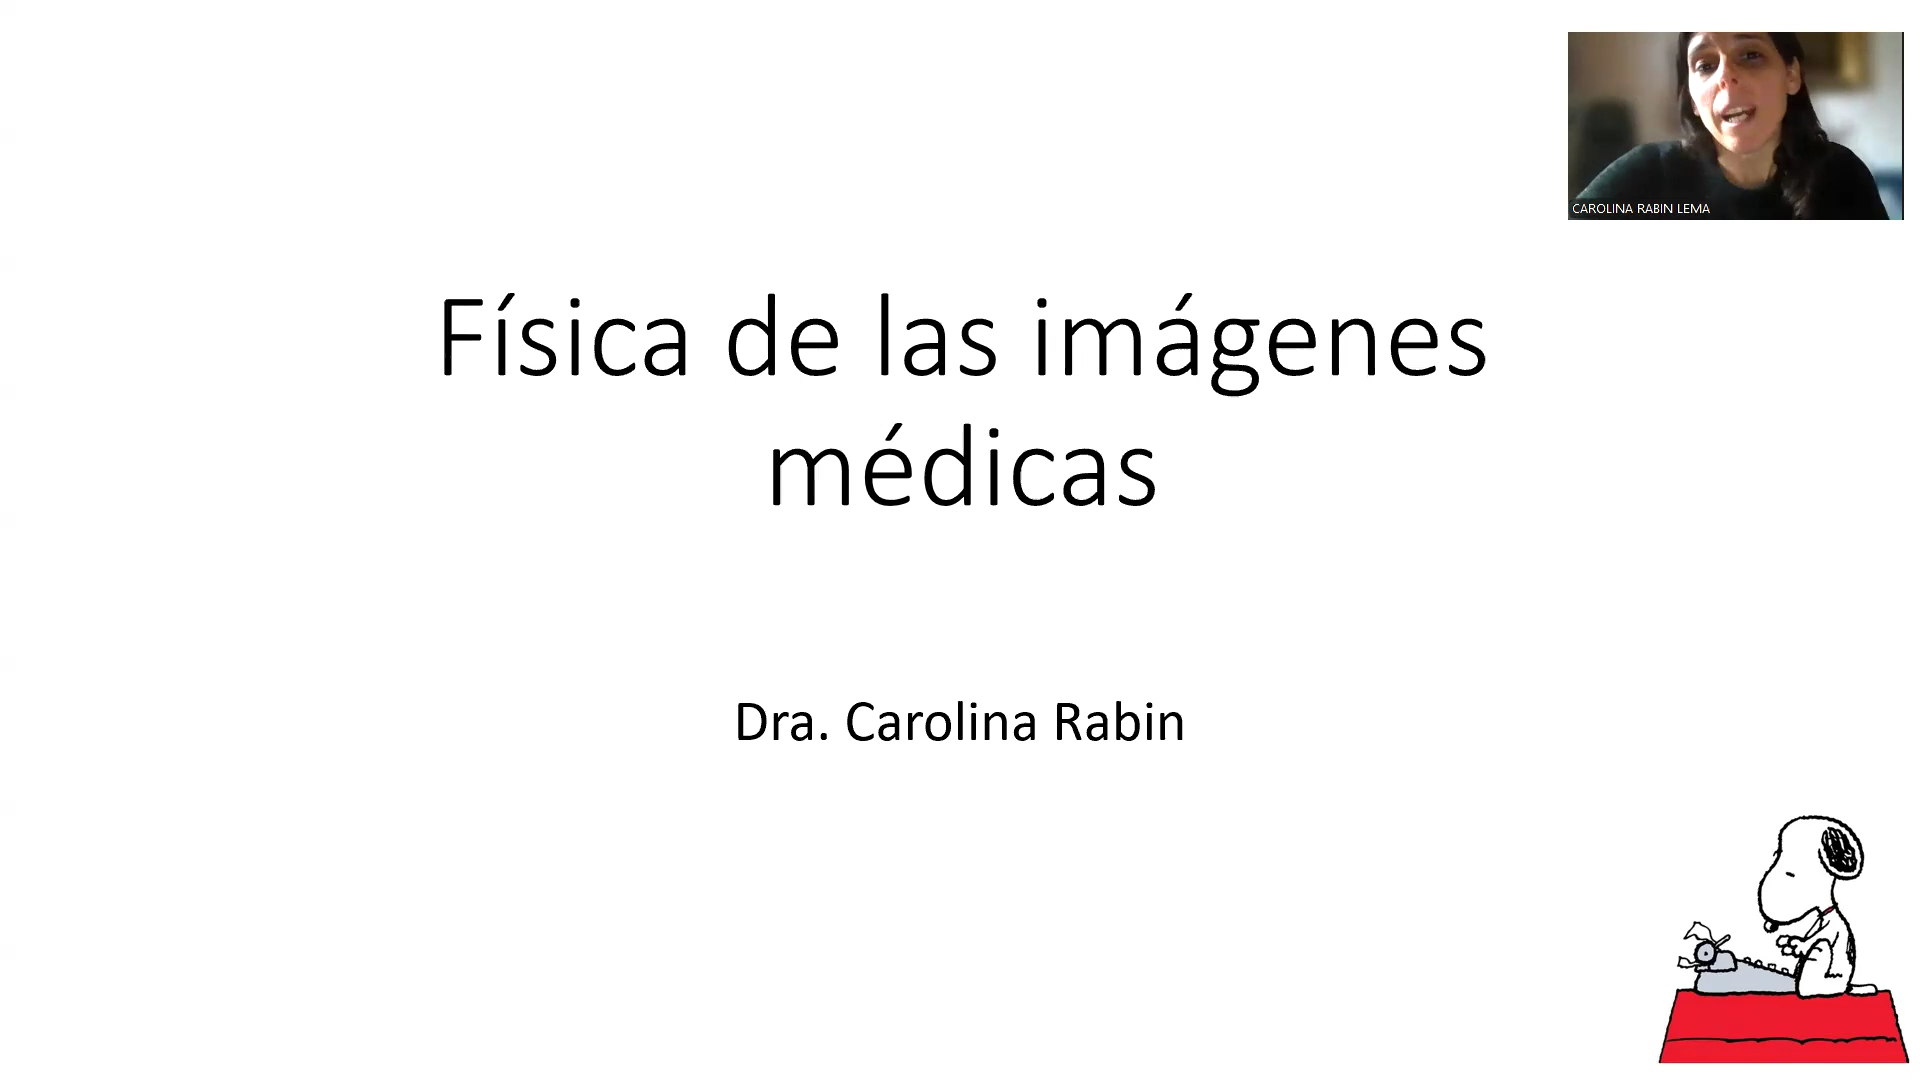 CAROLINA RABIN LEMA
Física de las imágenes
médicas
Dra. Carolina Rabin